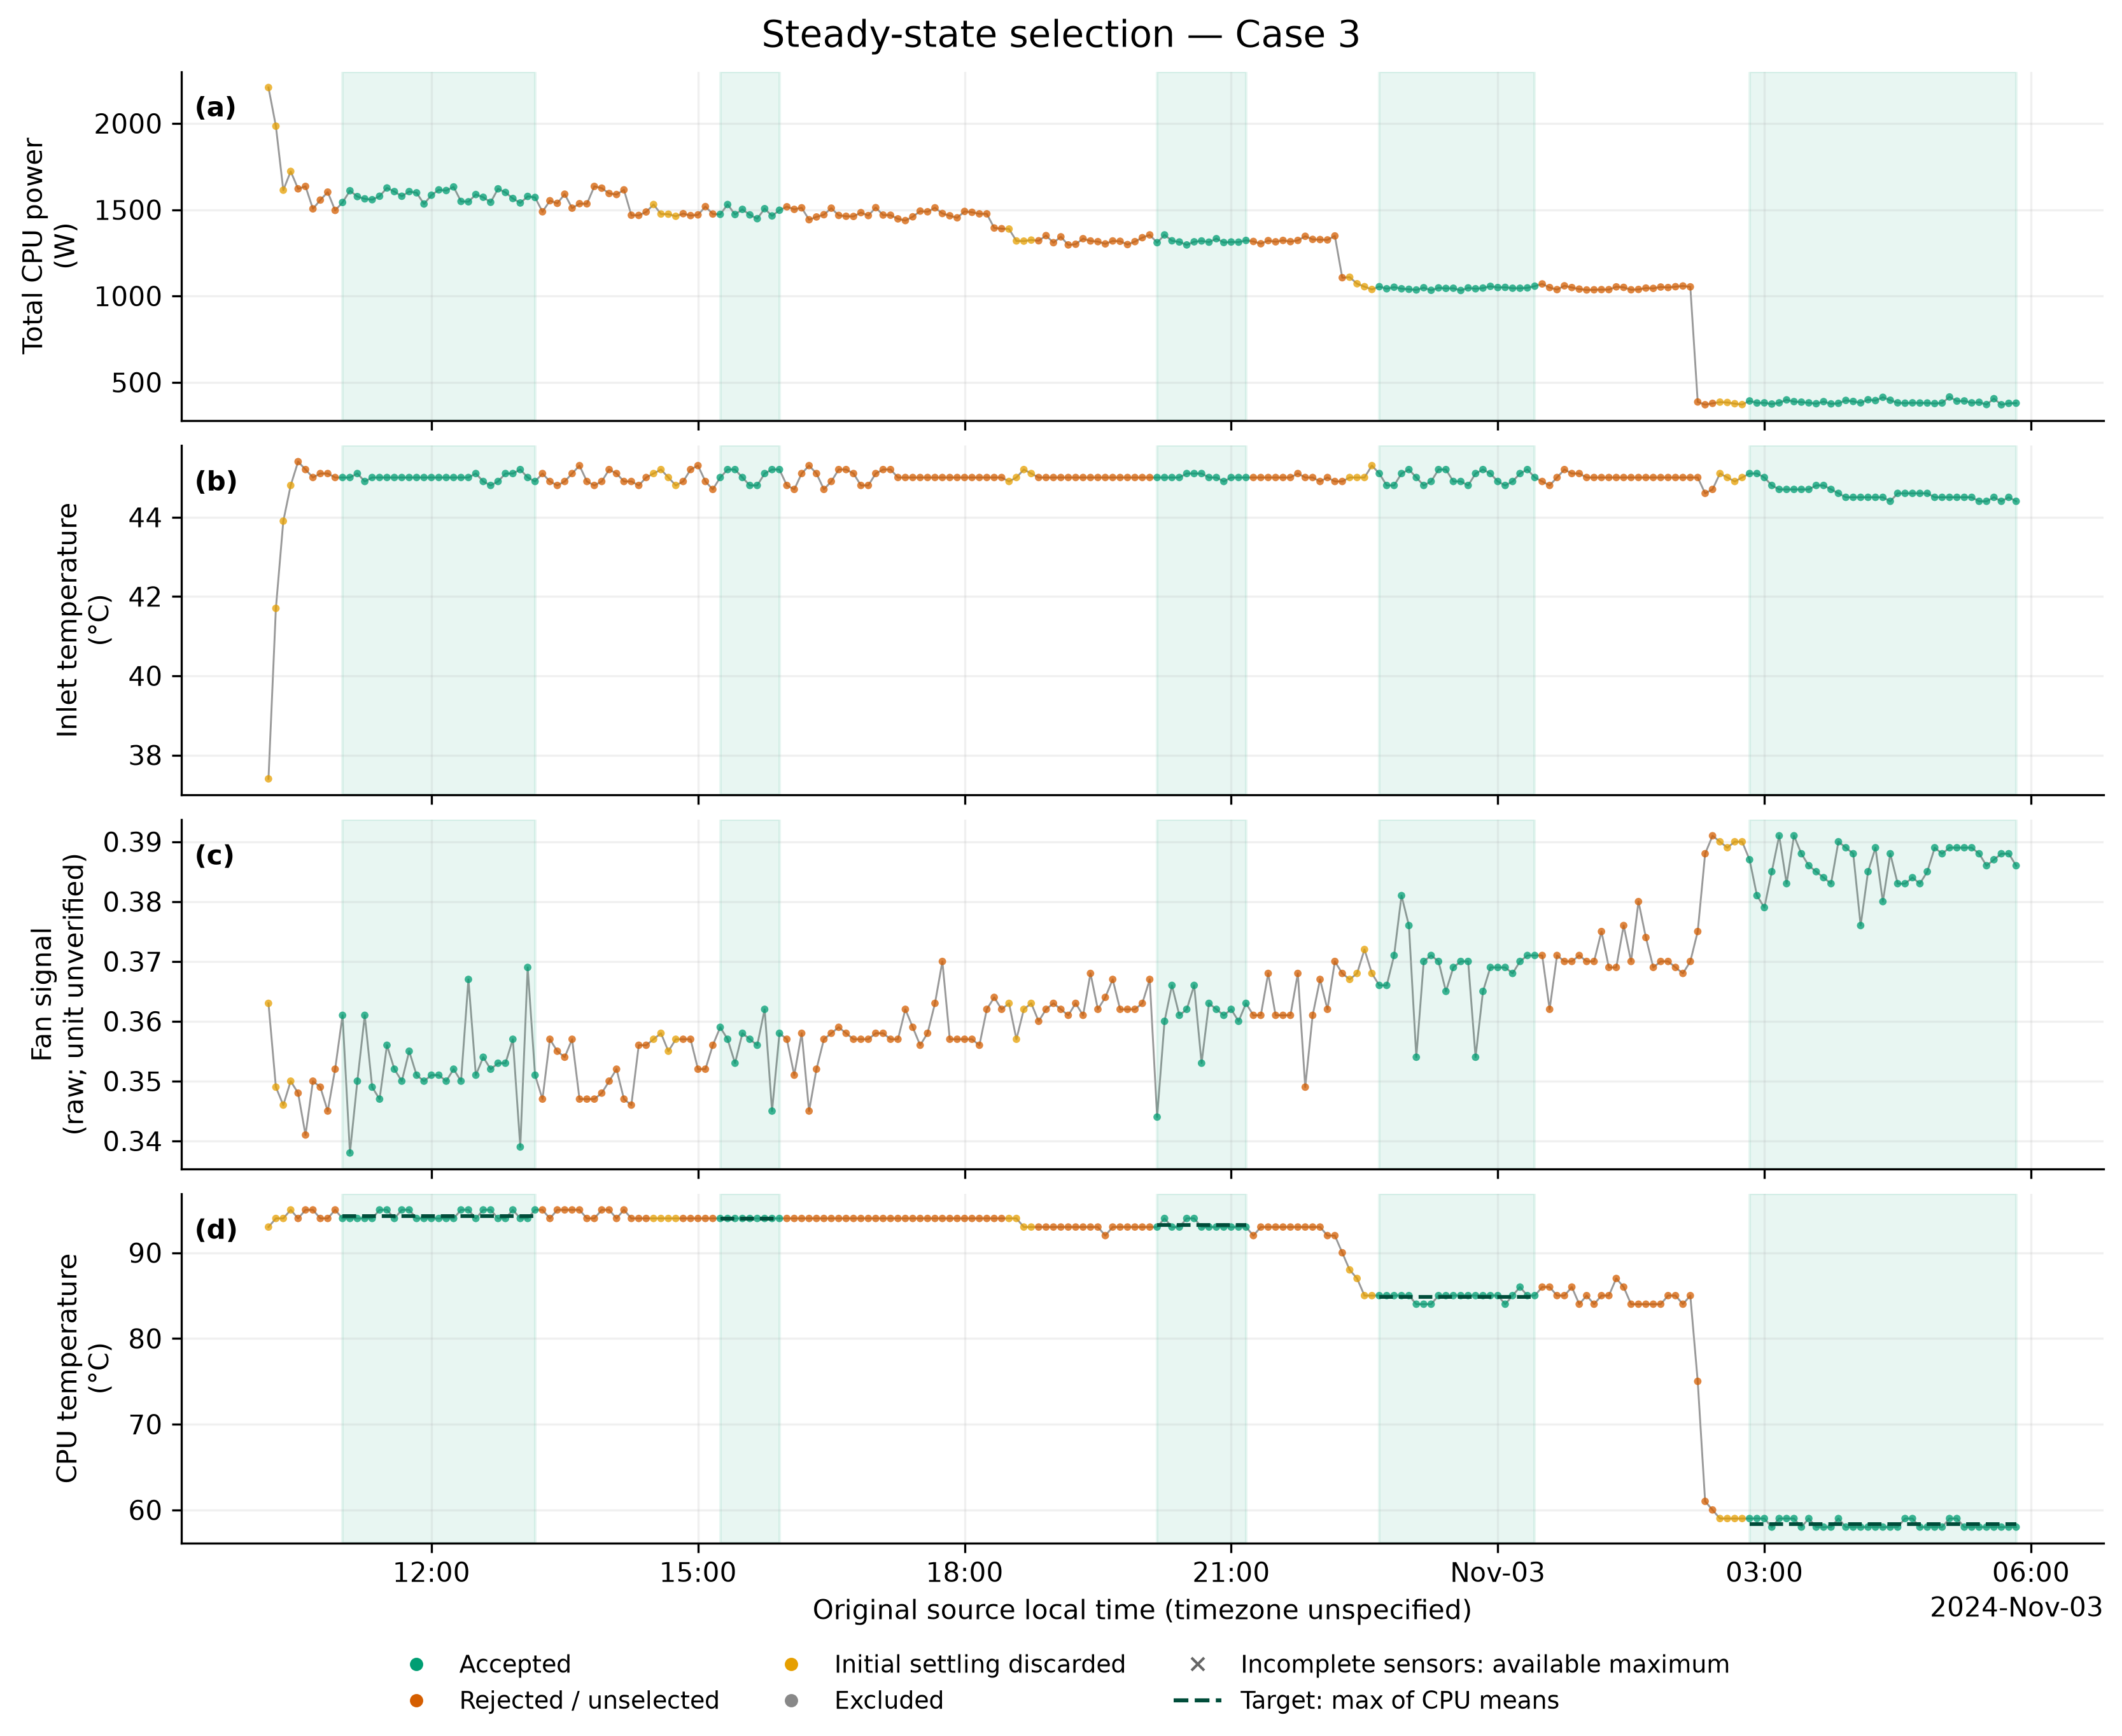 Steady-state selection — Case 3
(a)
Total CPU power
(W)
2000
1500
1000
500
(b)
Inlet temperature
(°C)
44
42
40
38
(c)
Fan signal
(raw; unit unverified)
0.39
0.38
0.37
0.36
0.35
0.34
(d)
CPU temperature
(°C)
90
80
70
60
12:00
15:00
18:00
21:00
Nov-03
03:00
06:00
Original source local time (timezone unspecified)
2024-Nov-03
Accepted
Rejected / unselected
Initial settling discarded
Excluded
Incomplete sensors: available maximum
Target: max of CPU means